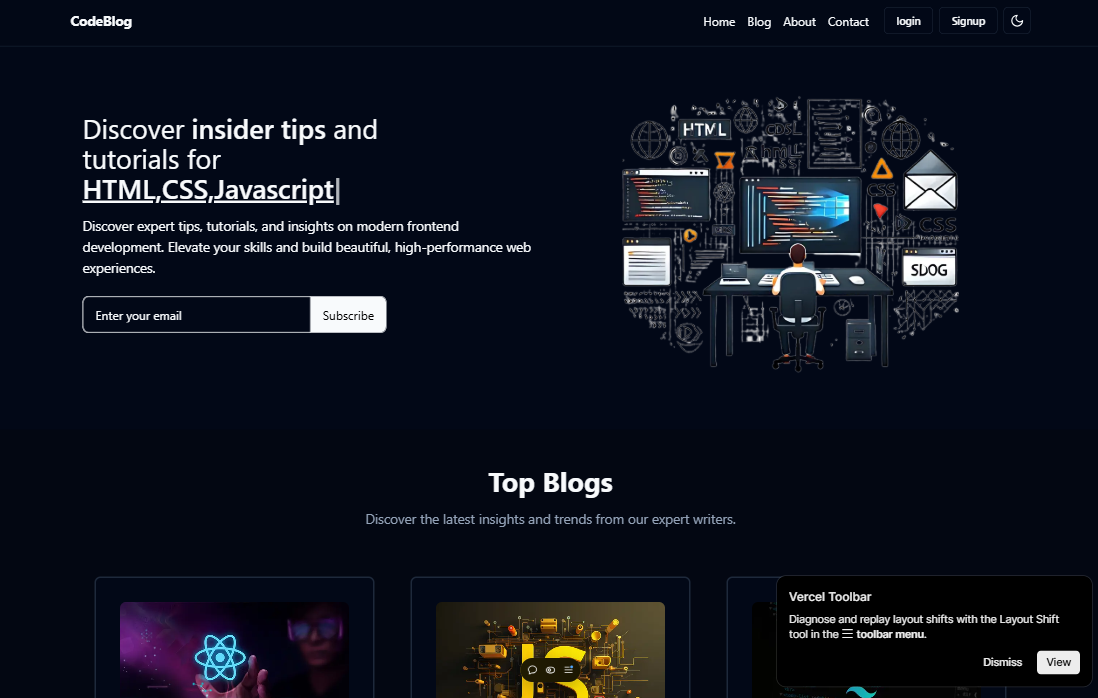 CodeBlog
Home Blog About Contact login Signup
Discover insider tips and
tutorials for
HTML,CSS,Javascript|
Discover expert tips, tutorials, and insights on modern frontend
development. Elevate your skills and build beautiful, high-performance web
experiences.
Enter your email Subscribe
HTML
CSS
CSS
SLOG
Top Blogs
Discover the latest insights and trends from our expert writers.
JS
Vercel Toolbar
Diagnose and replay layout shifts with the Layout Shift
tool in the ☰ toolbar menu.
Dismiss View